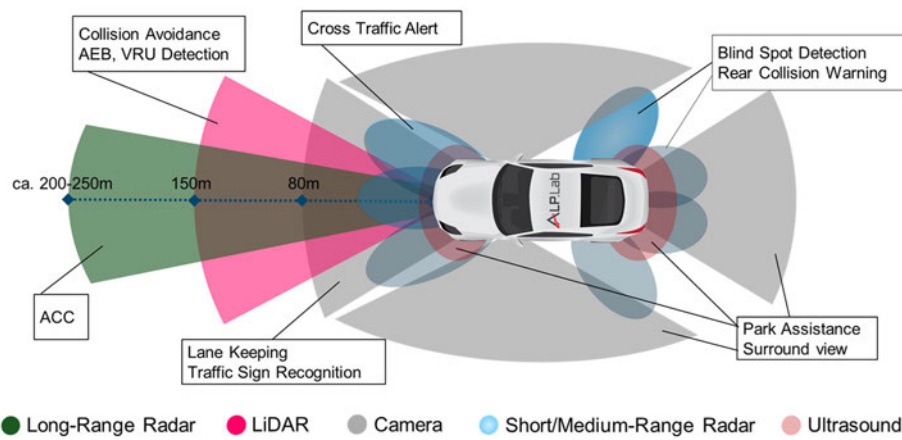 Collision Avoidance
AEB, VRU Detection
Cross Traffic Alert
Blind Spot Detection
Rear Collision Warning
ca. 200-250m
150m
80m
ALP.Lab
ACC
Lane Keeping
Traffic Sign Recognition
Park Assistance
Surround view
Long-Range Radar
LiDAR
Camera
Short/Medium-Range Radar
Ultrasound